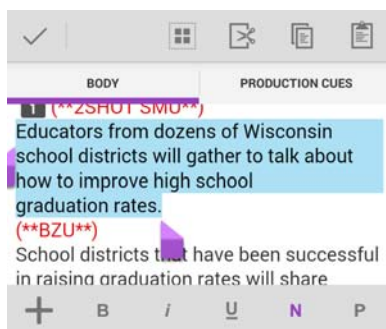 BODY PRODUCTION CUES
1 (**2SHOT SMU**)
Educators from dozens of Wisconsin
school districts will gather to talk about
how to improve high school
graduation rates.
(**BZU**)
School districts that have been successful
in raising graduation rates will share
B i U N P